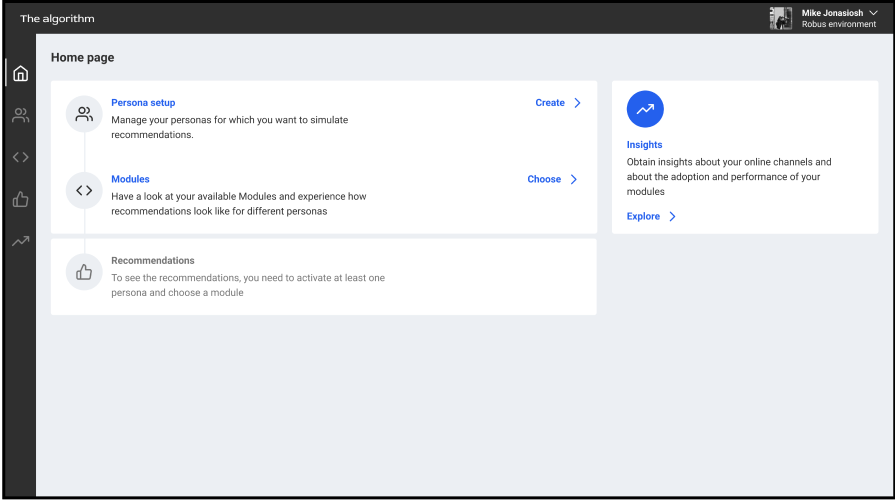 The algorithm
Mike Jonasiosh
Robus environment
Home page
Persona setup
Create
Manage your personas for which you want to simulate
recommendations.
Modules
Choose
Have a look at your available Modules and experience how
recommendations look like for different personas
Recommendations
To see the recommendations, you need to activate at least one
persona and choose a module
Insights
Obtain insights about your online channels and
about the adoption and performance of your
modules
Explore